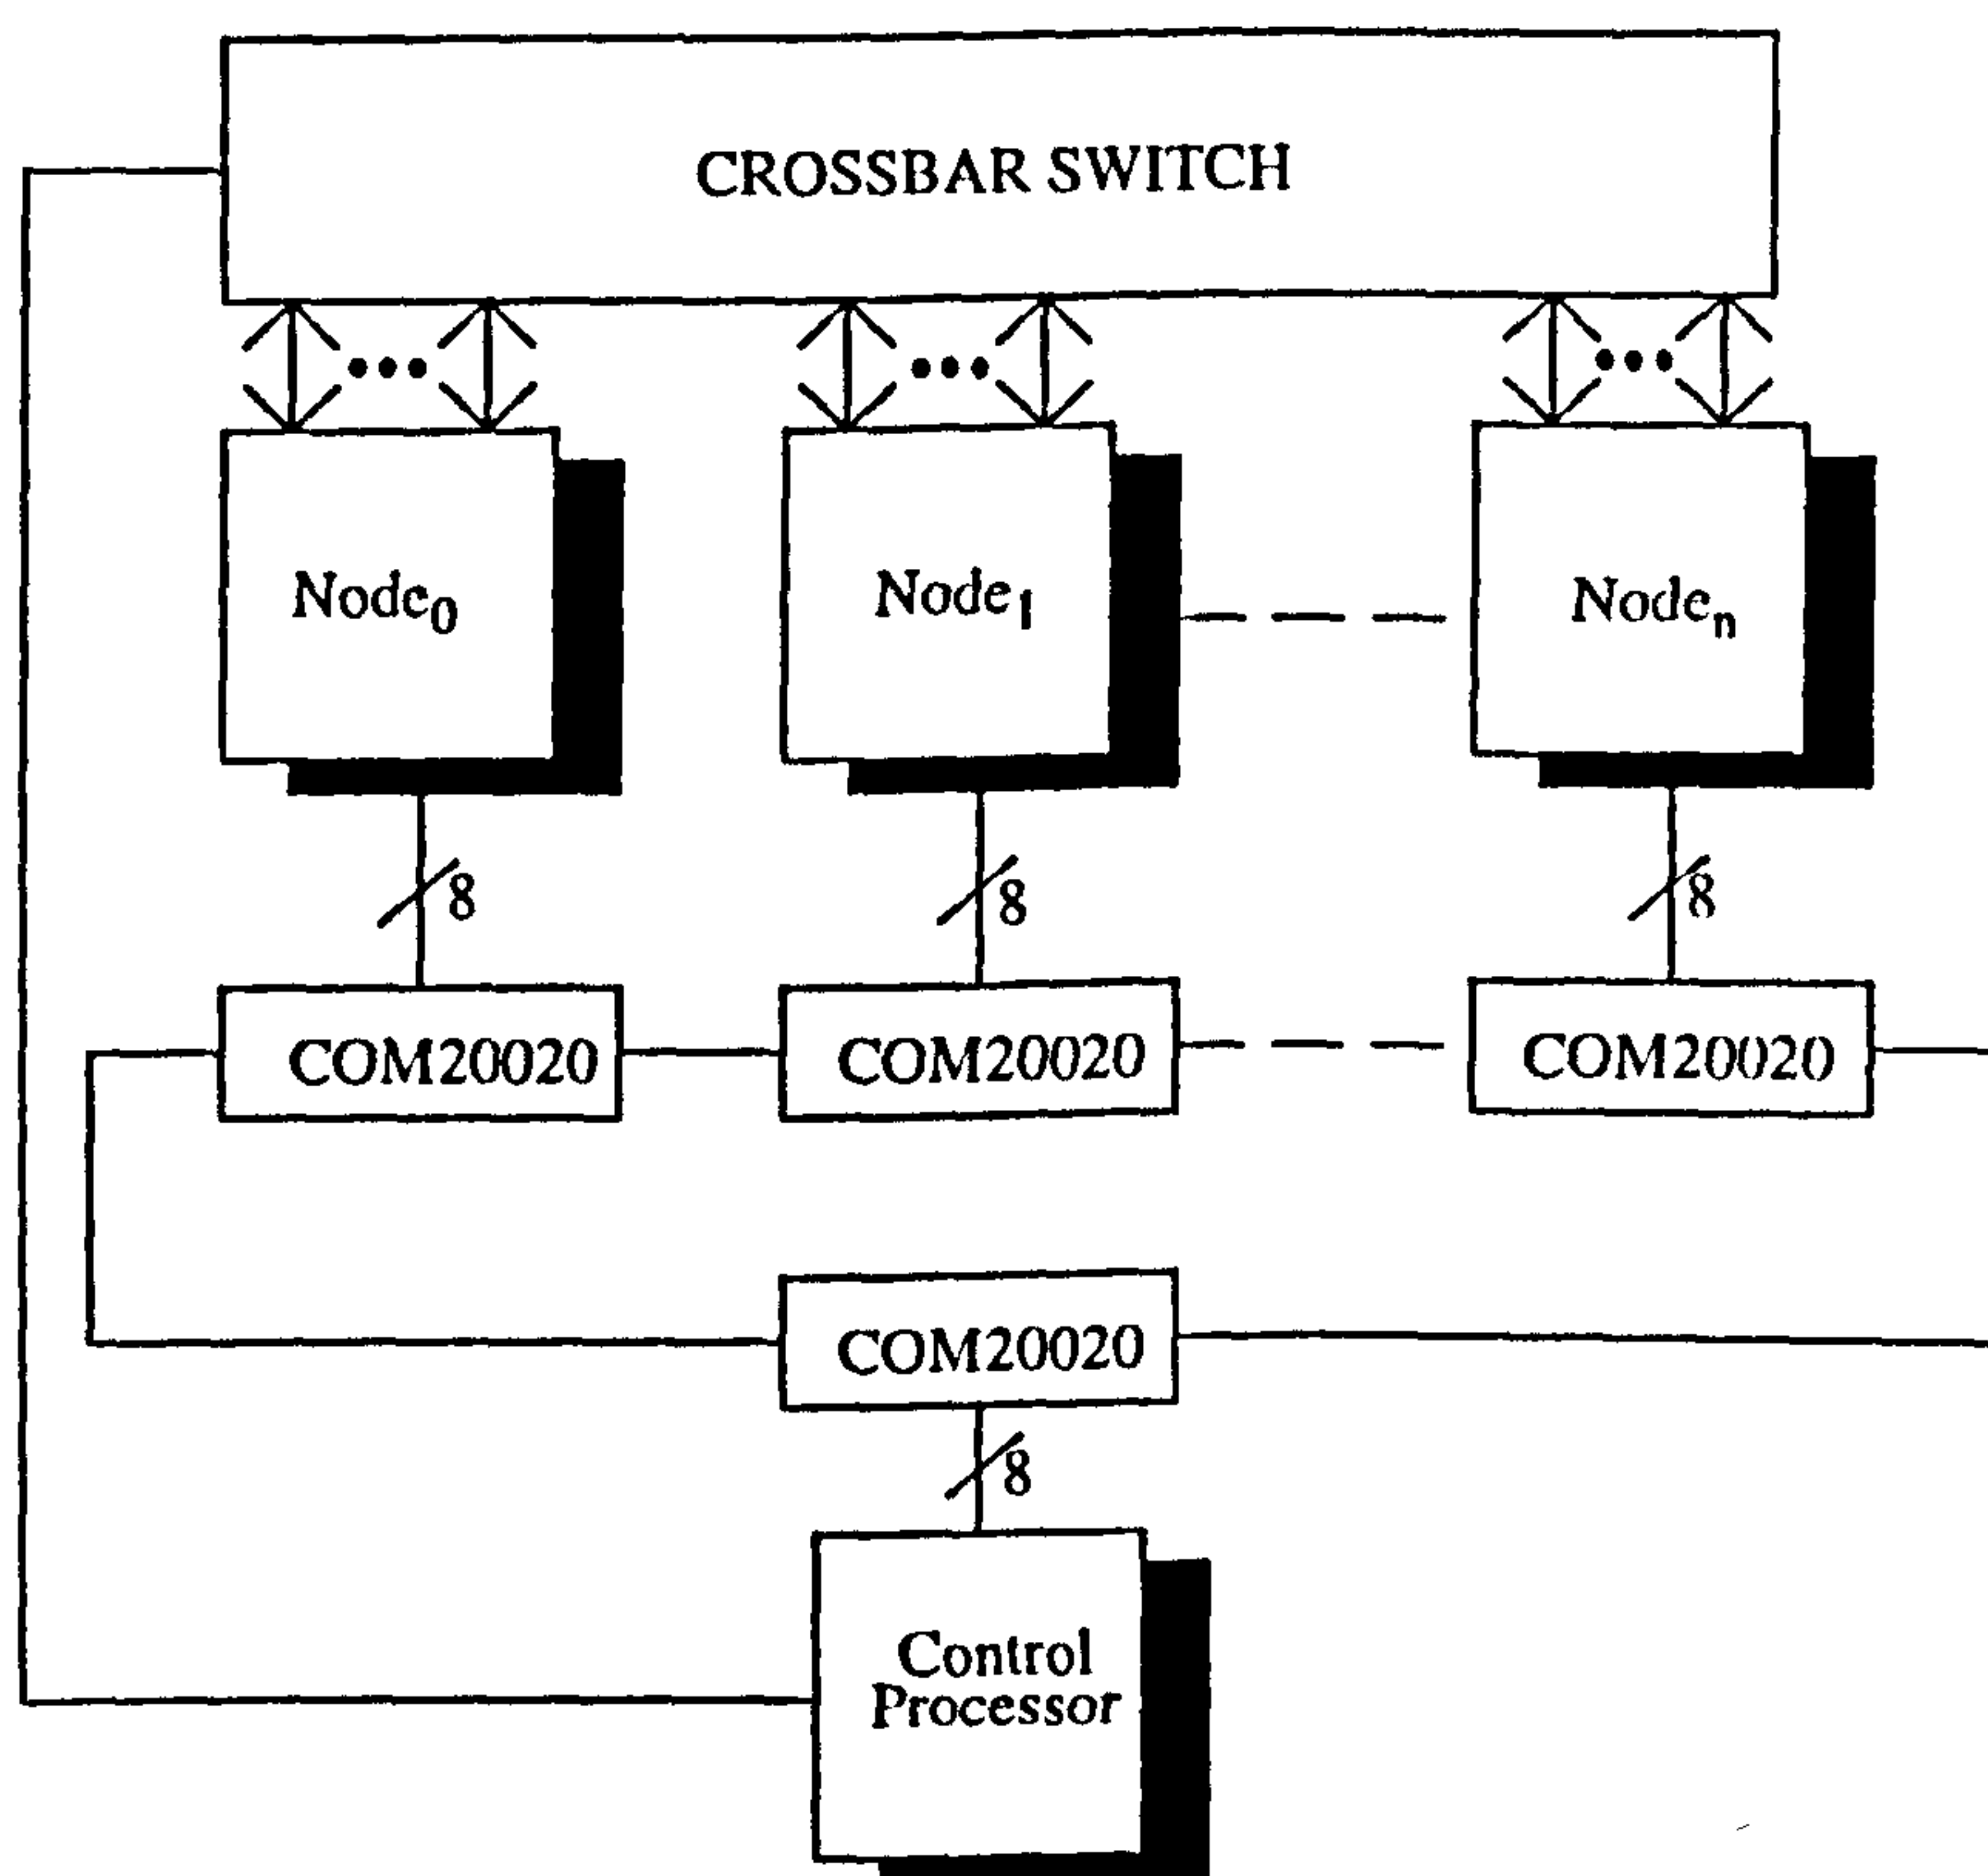 CROSSBAR SWITCH
Node0
Node1
Noden
8
8
8
COM20020
COM20020
COM20020
COM20020
8
Control
Processor